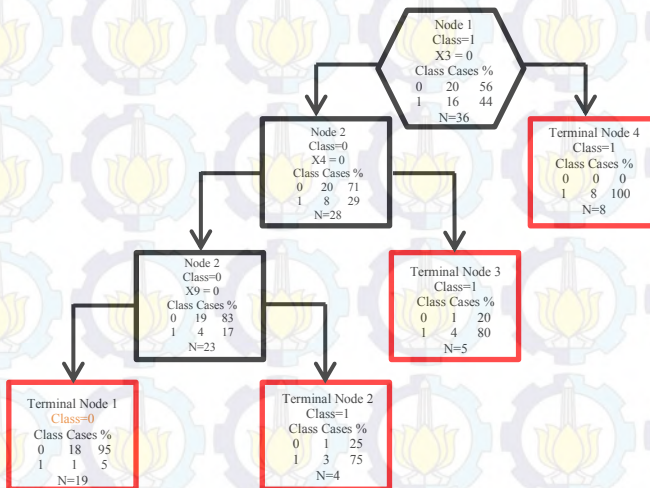 Node 1
Class=1
X3 = 0
Class Cases %
0 20 56
1 16 44
N=36
Node 2
Class=0
X4 = 0
Class Cases %
0 20 71
1 8 29
N=28
Terminal Node 4
Class=1
Class Cases %
0 0 0
1 8 100
N=8
Node 2
Class=0
X9 = 0
Class Cases %
0 19 83
1 4 17
N=23
Terminal Node 3
Class=1
Class Cases %
0 1 20
1 4 80
N=5
Terminal Node 1
Class=0
Class Cases %
0 18 95
1 1 5
N=19
Terminal Node 2
Class=1
Class Cases %
0 1 25
1 3 75
N=4